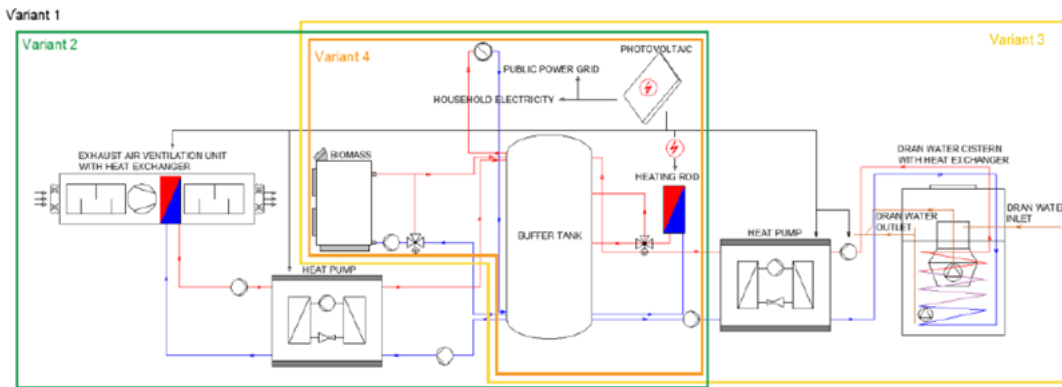 Variant 1
Variant 2
Variant 4
Variant 3
PHOTOVOLTAIC
PUBLIC POWER GRID
HOUSEHOLD ELECTRICITY
EXHAUST AIR VENTILATION UNIT
WITH HEAT EXCHANGER
BIOMASS
HEATING ROD
DRAN WATER CISTERN
WITH HEAT EXCHANGER
DRAN WATER
INLET
DRAN WATER
OUTLET
BUFFER TANK
HEAT PUMP
HEAT PUMP